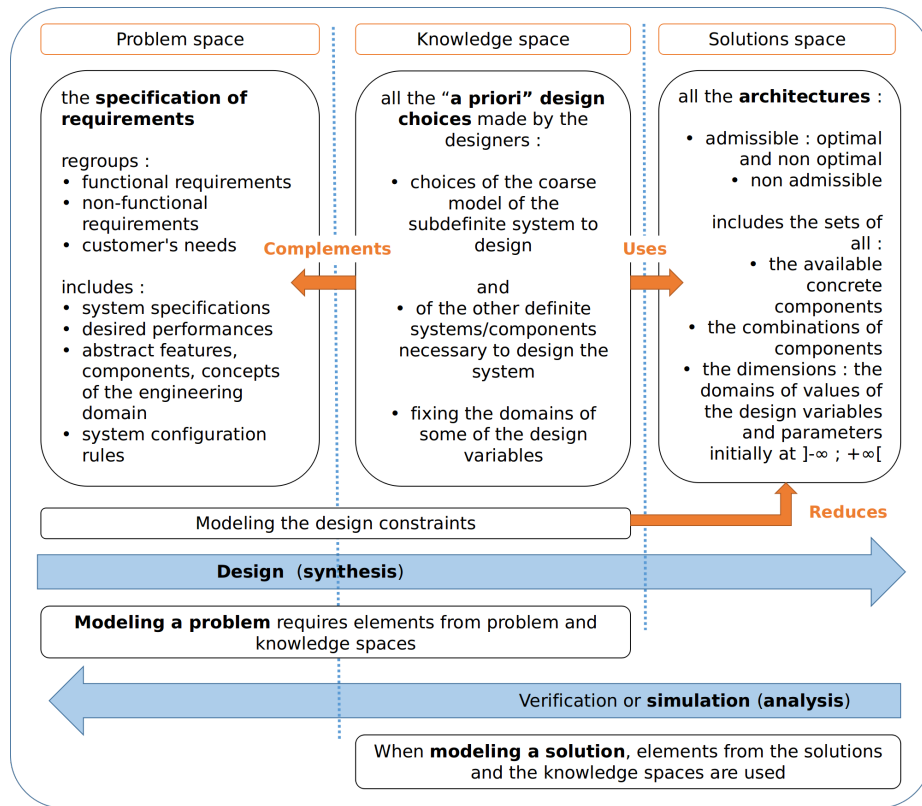 Problem space
Knowledge space
Solutions space
the specification of
requirements
regroups :
• functional requirements
• non-functional
requirements
• customer's needs
includes :
• system specifications
• desired performances
• abstract features,
components, concepts
of the engineering
domain
• system configuration
rules
Complements
all the “a priori” design
choices made by the
designers :
• choices of the coarse
model of the
subdefinite system to
design
and
• of the other definite
systems/components
necessary to design the
system
• fixing the domains of
some of the design
variables
Uses
all the architectures :
• admissible : optimal
and non optimal
• non admissible
includes the sets of
all :
• the available
concrete
components
• the combinations of
components
• the dimensions : the
domains of values of
the design variables
and parameters
initially at ]-∞ ; +∞[
Modeling the design constraints
Reduces
Design (synthesis)
Modeling a problem requires elements from problem and
knowledge spaces
Verification or simulation (analysis)
When modeling a solution, elements from the solutions
and the knowledge spaces are used